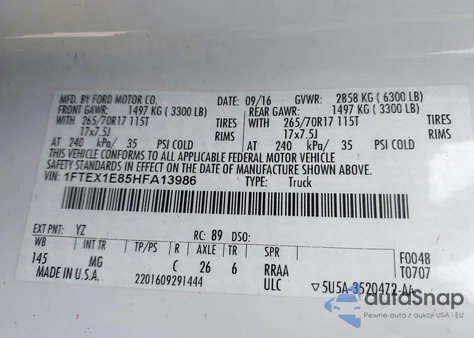 MFD. BY FORD MOTOR CO. DATE: 09/16 GVWR: 2858 KG ( 6300 LB)
FRONT GAWR: 1497 KG ( 3300 LB) REAR GAWR: 1497 KG ( 3300 LB)
WITH 265/70R17 115T TIRES WITH 265/70R17 115T TIRES
17x7.5J RIMS 17x7.5J RIMS
AT 240 kPa/ 35 PSI COLD AT 240 kPa/ 35 PSI COLD
THIS VEHICLE CONFORMS TO ALL APPLICABLE FEDERAL MOTOR VEHICLE
SAFETY STANDARDS IN EFFECT ON THE DATE OF MANUFACTURE SHOWN ABOVE.
VIN: 1FTEX1E85HFA13986 TYPE: Truck
EXT PNT: YZ RC: 89 DSO:
WB INT TR TP/PS R AXLE TR SPR F0048
145 MG C 26 6 RRAA T0707
MADE IN U.S.A. 2201609291444 ULC ▽5U5A-3520472-AA
autoSnap
Pewne auta z USA i EU